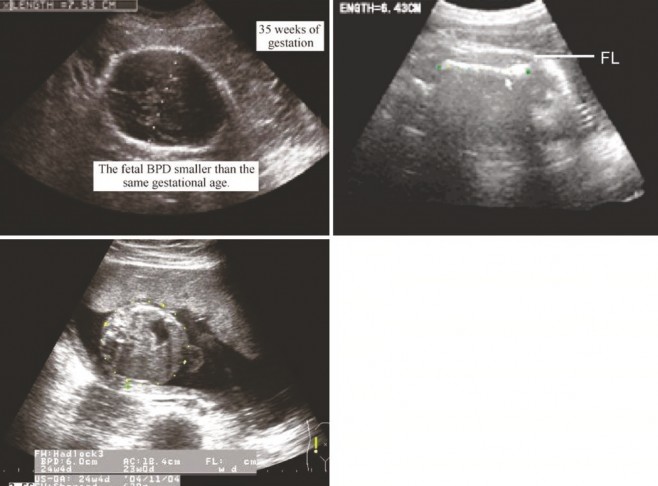 LENGTH =7.53 CM
35 weeks of
gestation
The fetal BPD smaller than the
same gestational age.
ENGTH=6.43CM
FL
FW:Hadlock3
BPD:6.0cm AC:18.4cm FL: cm
24w4d 23w0d w d
US-GA: 24w4d '04/11/04